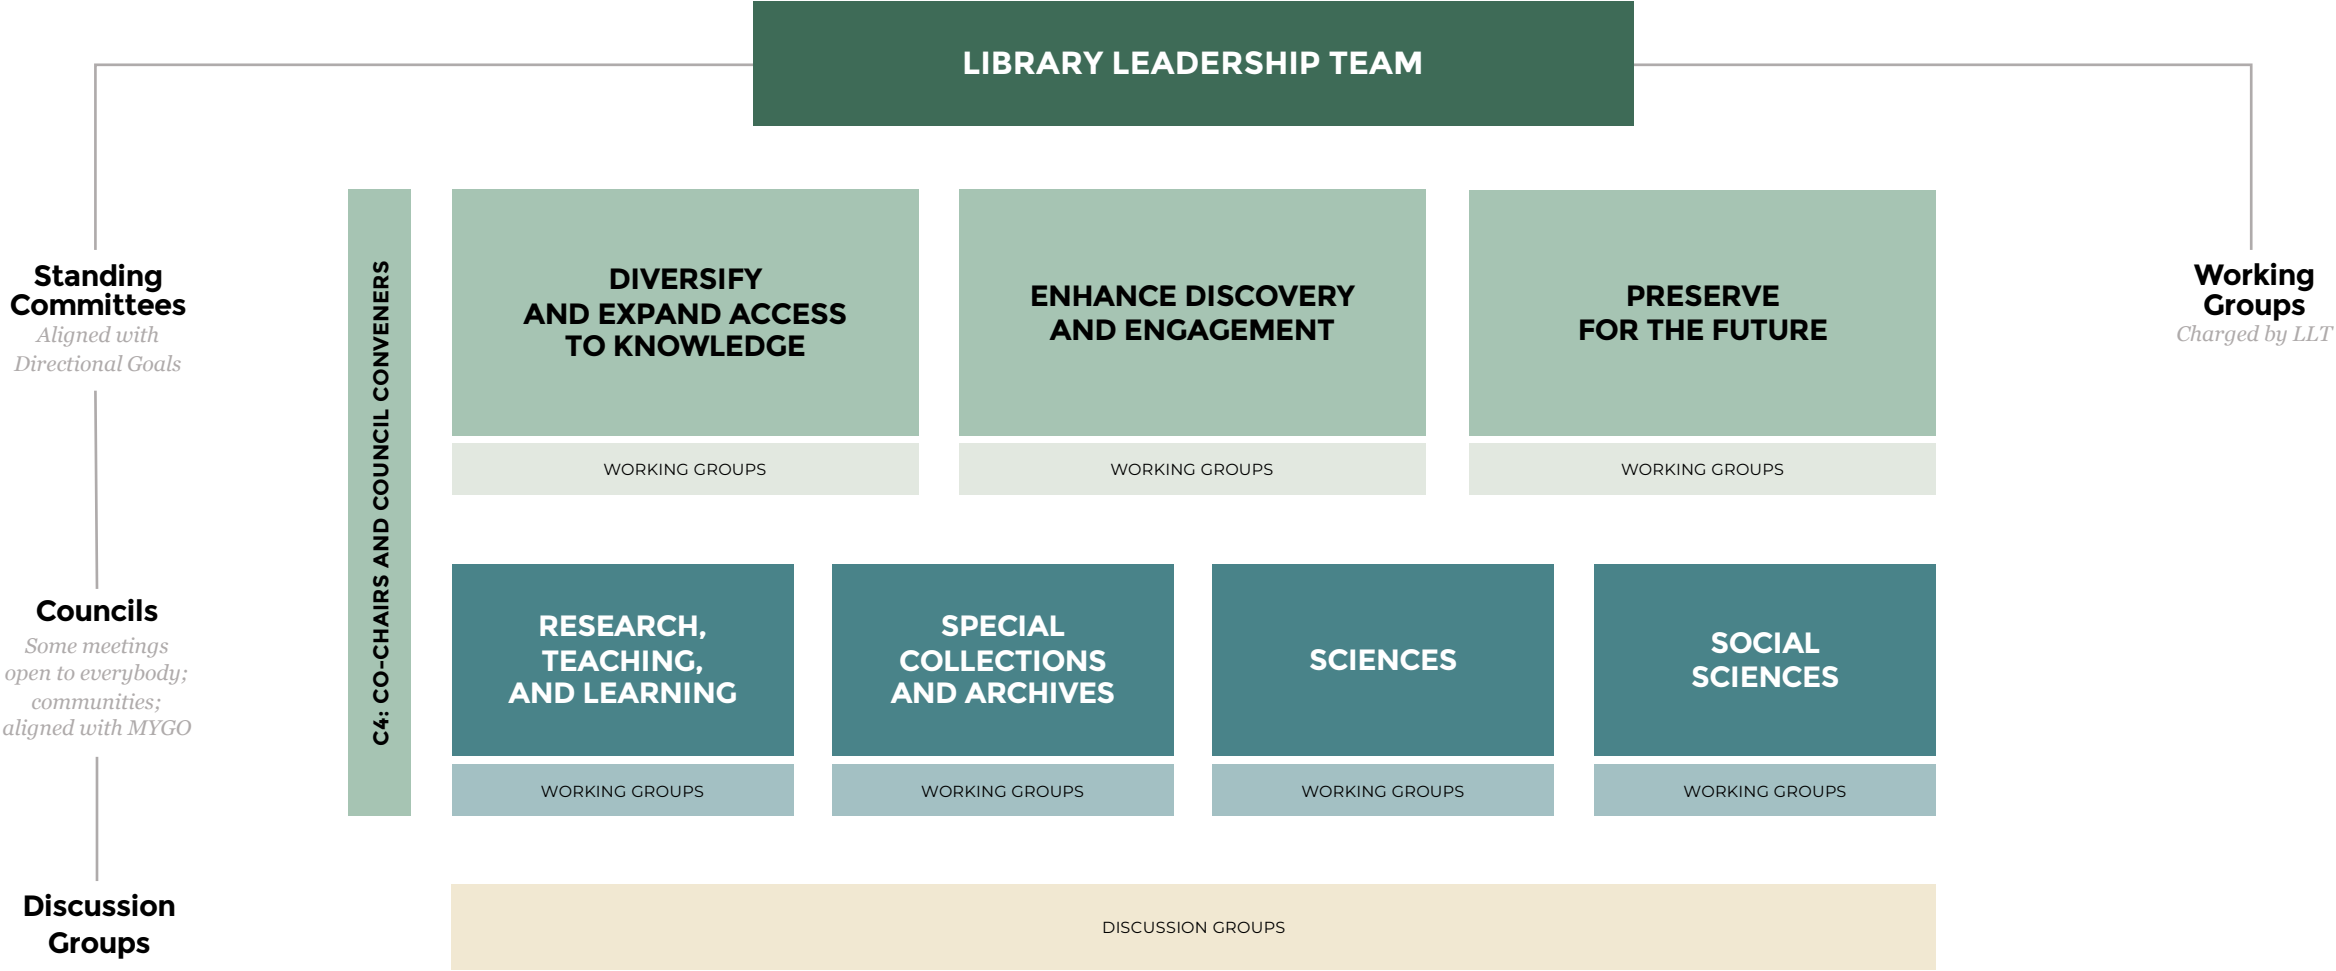 LIBRARY LEADERSHIP TEAM
Standing
Committees
Aligned with
Directional Goals
Working
Groups
Charged by LLT
C4: CO-CHAIRS AND COUNCIL CONVENERS
DIVERSIFY
AND EXPAND ACCESS
TO KNOWLEDGE
WORKING GROUPS
ENHANCE DISCOVERY
AND ENGAGEMENT
WORKING GROUPS
PRESERVE
FOR THE FUTURE
WORKING GROUPS
Councils
Some meetings
open to everybody;
communities;
aligned with MYGO
RESEARCH,
TEACHING,
AND LEARNING
WORKING GROUPS
SPECIAL
COLLECTIONS
AND ARCHIVES
WORKING GROUPS
SCIENCES
WORKING GROUPS
SOCIAL
SCIENCES
WORKING GROUPS
Discussion
Groups
DISCUSSION GROUPS